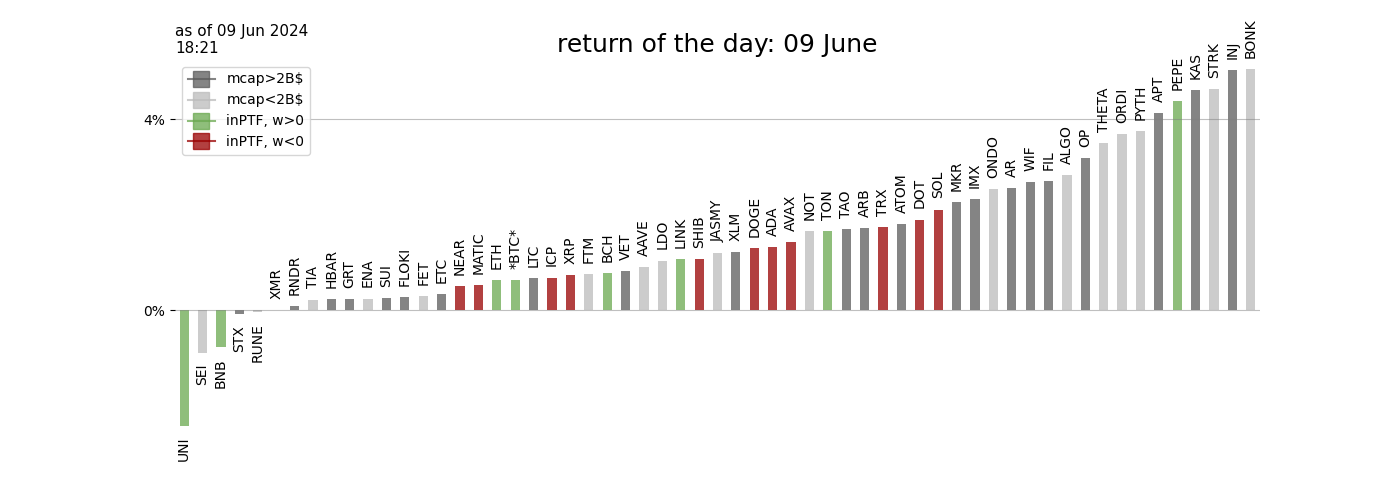 as of 09 Jun 2024
18:21
return of the day: 09 June
mcap>2B$
mcap<2B$
inPTF, w>0
inPTF, w<0
4%
0%
UNI
SEI
BNB
STX
RUNE
XMR
RNDR
TIA
HBAR
GRT
ENA
SUI
FLOKI
FET
ETC
NEAR
MATIC
ETH
*BTC*
LTC
ICP
XRP
FTM
BCH
VET
AAVE
LDO
LINK
SHIB
JASMY
XLM
DOGE
ADA
AVAX
NOT
TON
TAO
ARB
TRX
ATOM
DOT
SOL
MKR
IMX
ONDO
AR
WIF
FIL
ALGO
OP
THETA
ORDI
PYTH
APT
PEPE
KAS
STRK
INJ
BONK